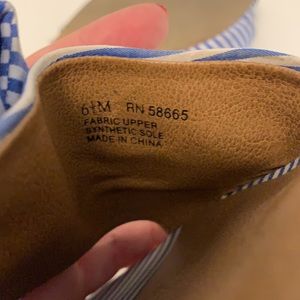 6½M RN 58665
FABRIC UPPER
SYNTHETIC SOLE
MADE IN CHINA